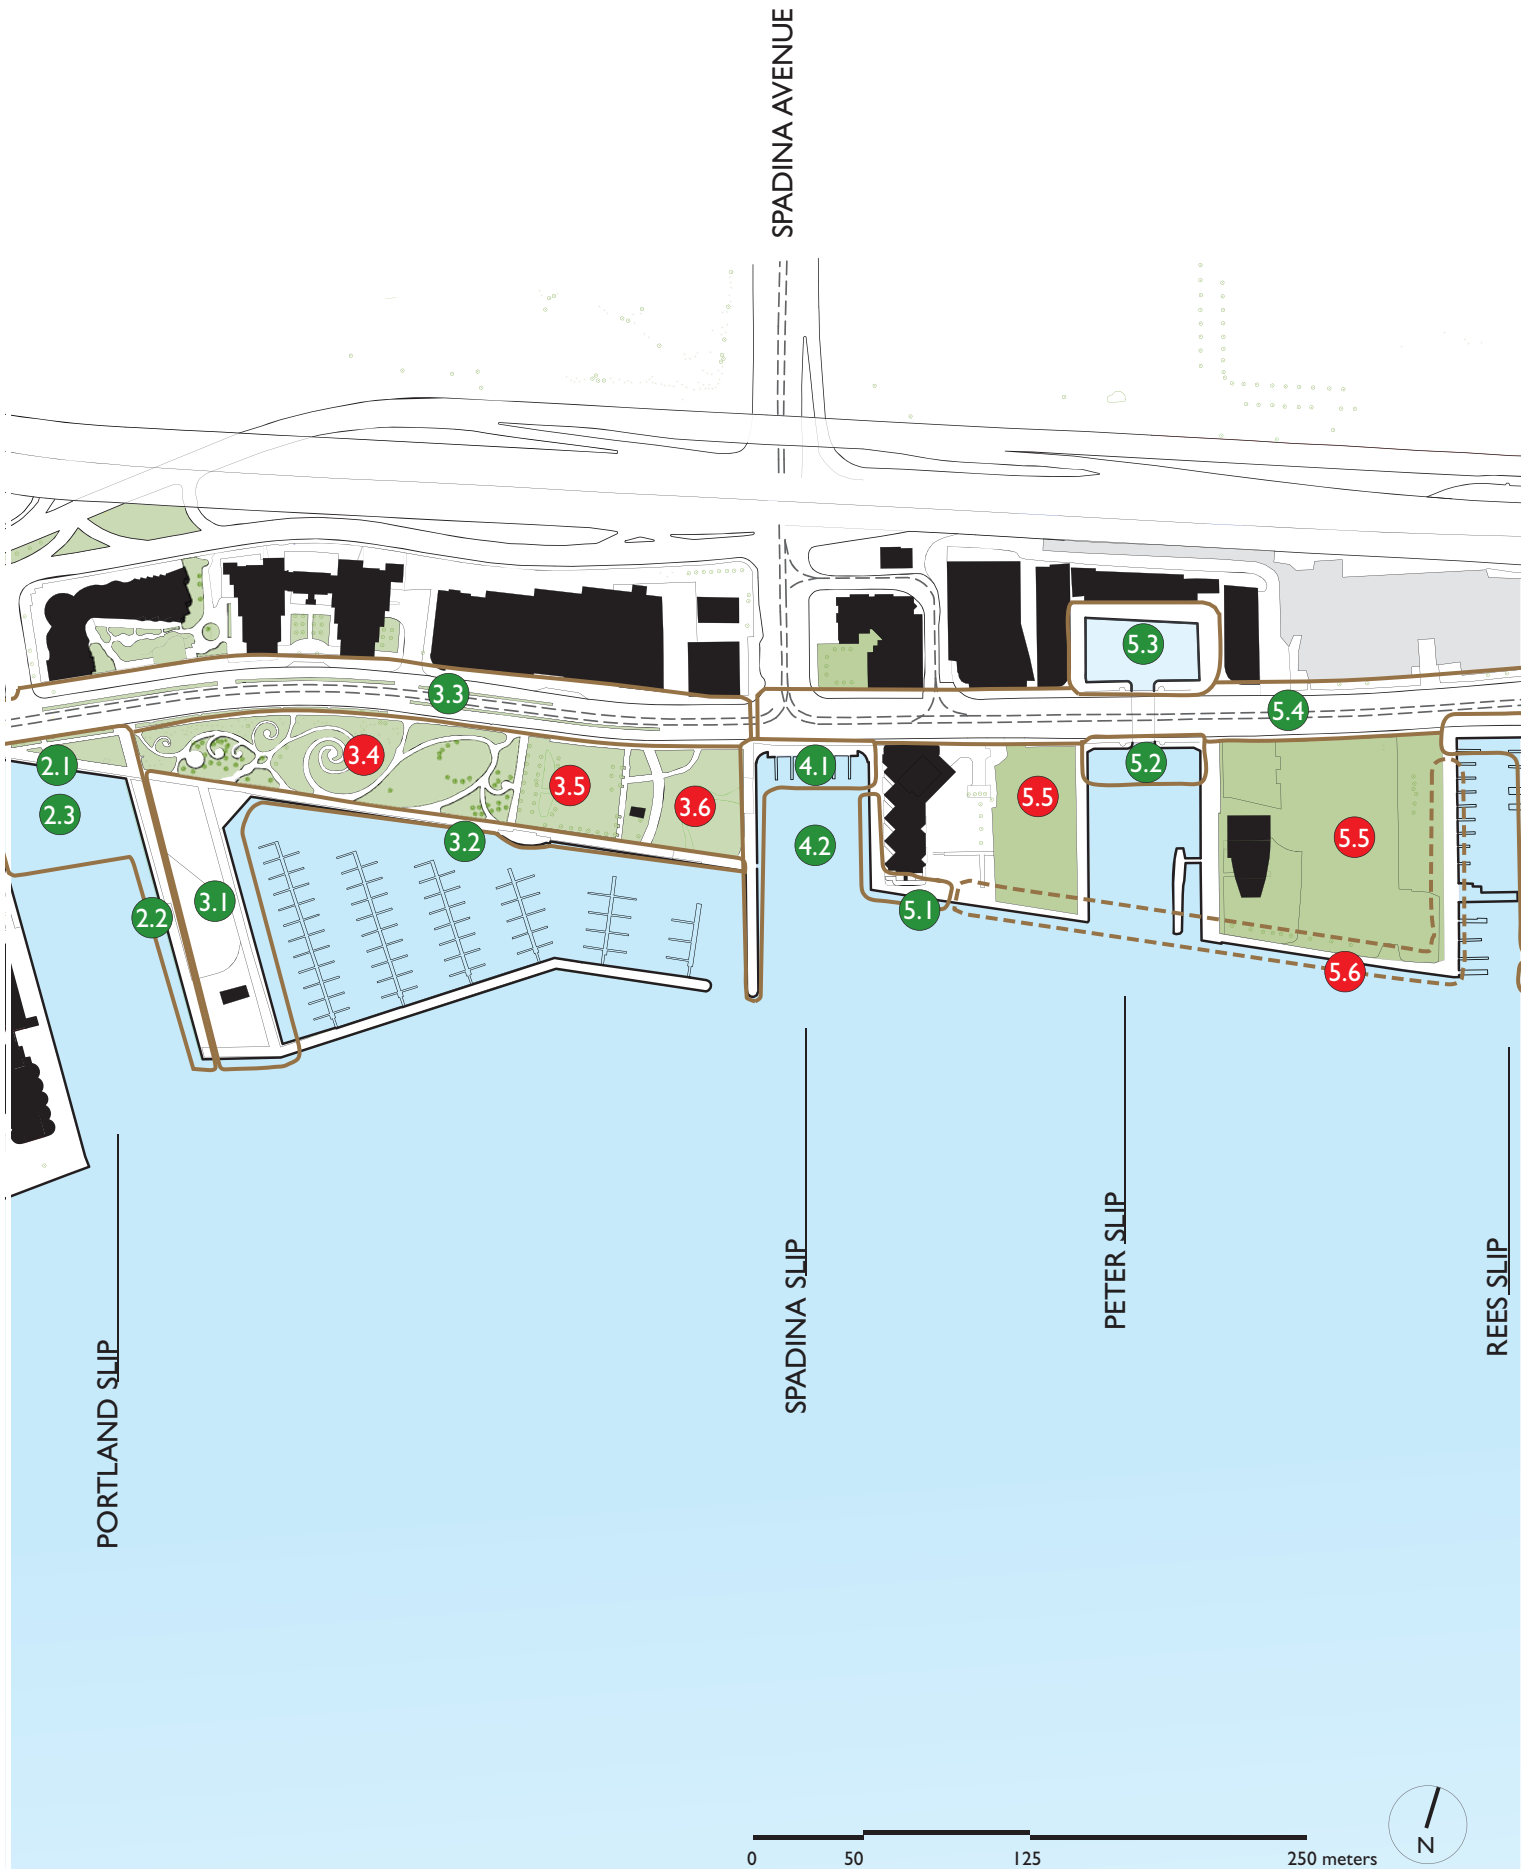 SPADINA AVENUE
5.3
3.3
5.4
2.1
3.4
4.1
5.2
3.5
5.5
2.3
3.6
3.2
4.2
5.5
3.1
2.2
5.1
5.6
PORTLAND SLIP
SPADINA SLIP
PETER SLIP
REES SLIP
N
0 50 125 250 meters